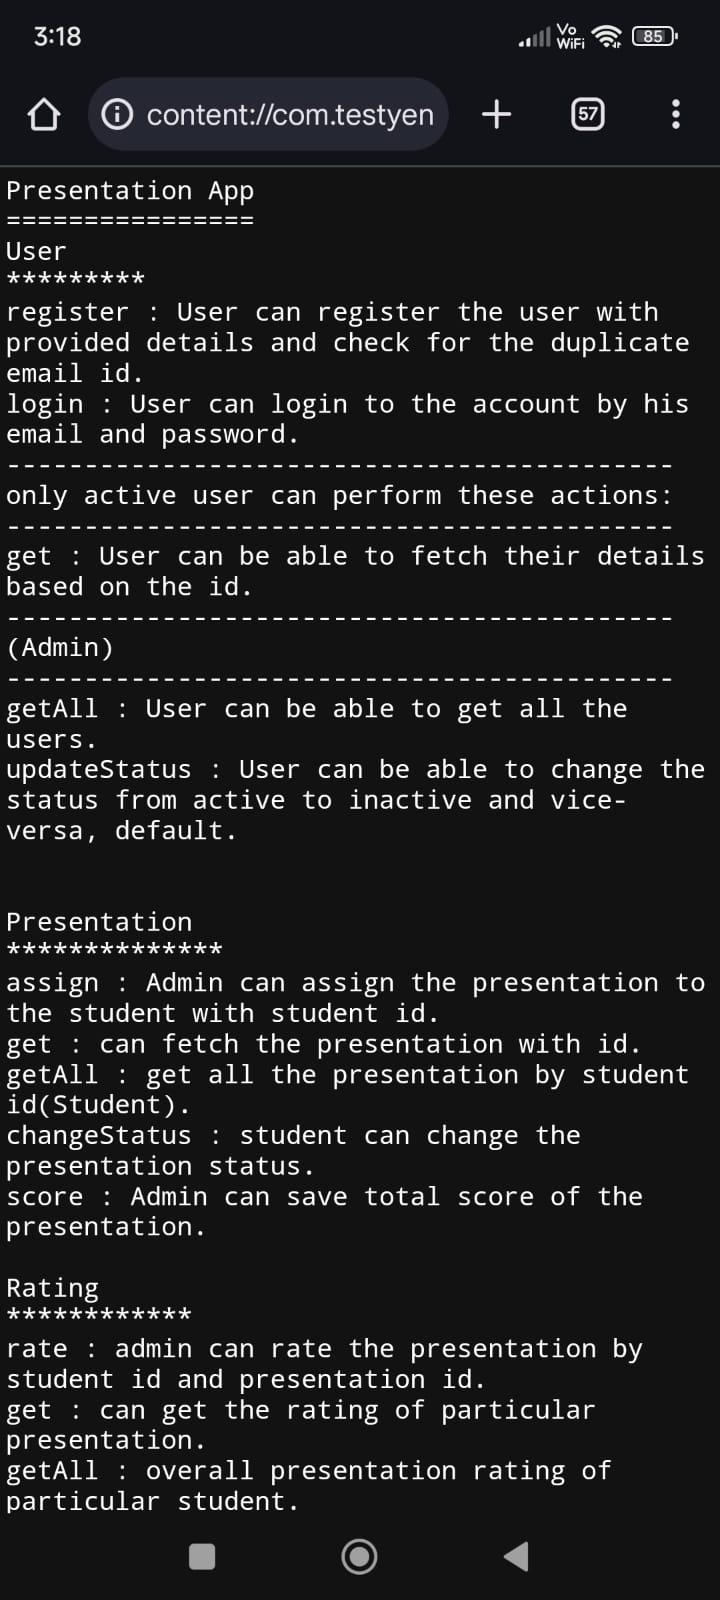 3:18
Vo
WiFi
85
content://com.testyen
57
Presentation App
================
User
*********
register : User can register the user with
provided details and check for the duplicate
email id.
login : User can login to the account by his
email and password.
-------------------------------------------
only active user can perform these actions:
-------------------------------------------
get : User can be able to fetch their details
based on the id.
-------------------------------------------
(Admin)
-------------------------------------------
getAll : User can be able to get all the
users.
updateStatus : User can be able to change the
status from active to inactive and vice-
versa, default.
Presentation
**************
assign : Admin can assign the presentation to
the student with student id.
get : can fetch the presentation with id.
getAll : get all the presentation by student
id(Student).
changeStatus : student can change the
presentation status.
score : Admin can save total score of the
presentation.
Rating
************
rate : admin can rate the presentation by
student id and presentation id.
get : can get the rating of particular
presentation.
getAll : overall presentation rating of
particular student.